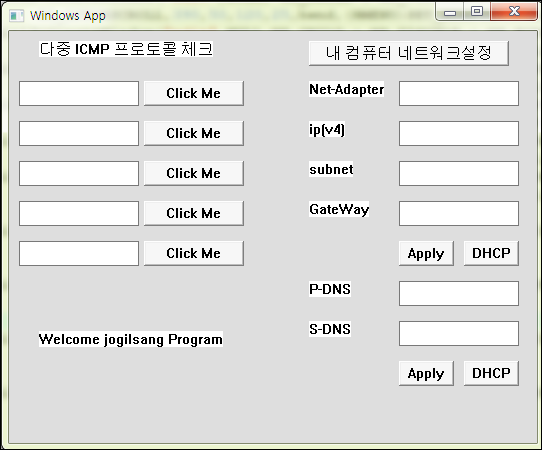 Windows App
다중 ICMP 프로토콜 체크
Click Me
Click Me
Click Me
Click Me
Click Me
Welcome jogilsang Program
내 컴퓨터 네트워크설정
Net-Adapter
ip(v4)
subnet
GateWay
Apply DHCP
P-DNS
S-DNS
Apply DHCP